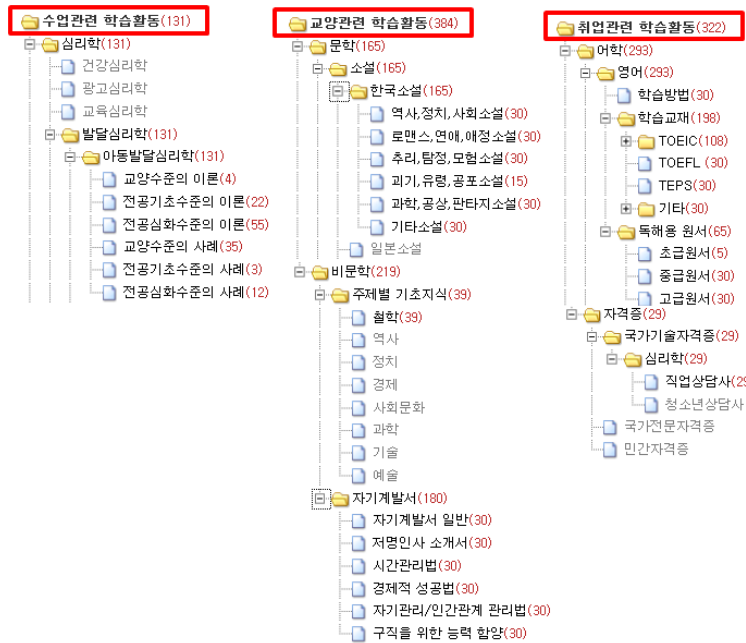 수업관련 학습활동(131)
심리학(131)
건강심리학
광고심리학
교육심리학
발달심리학(131)
아동발달심리학(131)
교양수준의 이론(4)
전공기초수준의 이론(22)
전공심화수준의 이론(55)
교양수준의 사례(35)
전공기초수준의 사례(3)
전공심화수준의 사례(12)
교양관련 학습활동(384)
문학(165)
소설(165)
한국소설(165)
역사,정치,사회소설(30)
로맨스,연애,애정소설(30)
추리,탐정,모험소설(30)
괴기,유령,공포소설(15)
과학,공상,판타지소설(30)
기타소설(30)
일본소설
비문학(219)
주제별 기초지식(39)
철학(39)
역사
정치
경제
사회문화
과학
기술
예술
자기계발서(180)
자기계발서 일반(30)
저명인사 소개서(30)
시간관리법(30)
경제적 성공법(30)
자기관리/인간관계 관리법(30)
구직을 위한 능력 함양(30)
취업관련 학습활동(322)
어학(293)
영어(293)
학습방법(30)
학습교재(198)
TOEIC(108)
TOEFL (30)
TEPS(30)
기타(30)
독해용 원서(65)
초급원서(5)
중급원서(30)
고급원서(30)
자격증(29)
국가기술자격증(29)
심리학(29)
직업상담사(29
청소년상담사
국가전문자격증
민간자격증